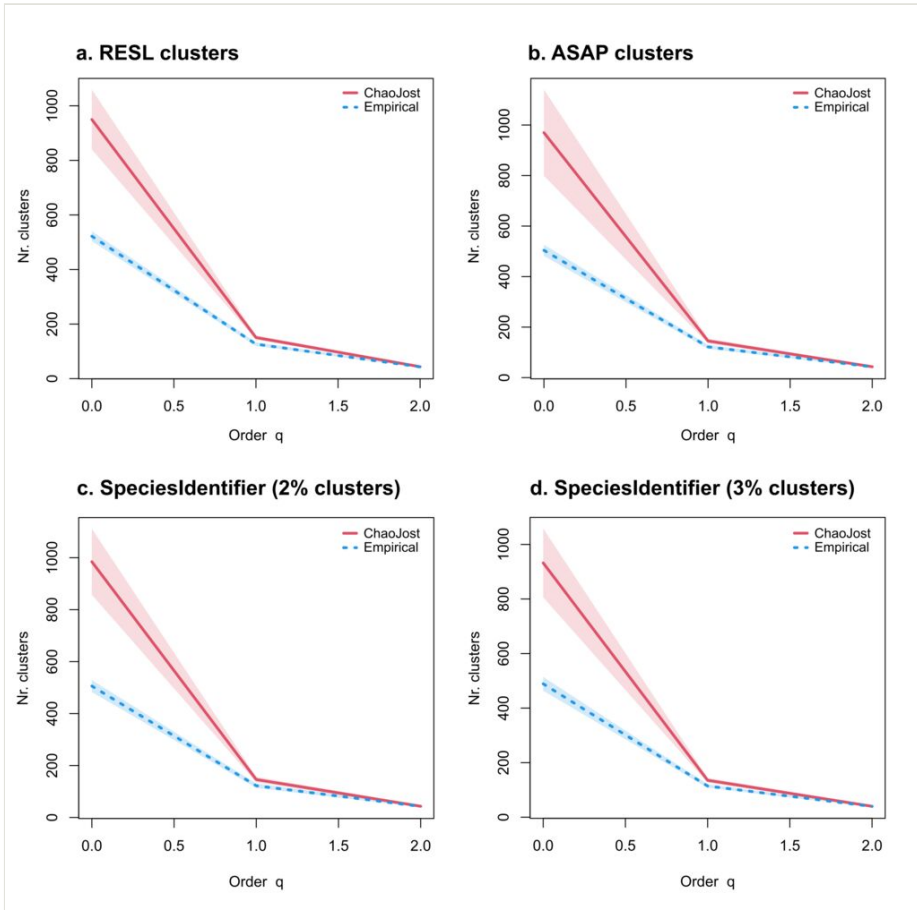 a. RESL clusters
ChaoJost
Empirical
Nr. clusters
0 200 400 600 800 1000
0.0 0.5 1.0 1.5 2.0
Order q
b. ASAP clusters
ChaoJost
Empirical
Nr. clusters
0 200 400 600 800 1000
0.0 0.5 1.0 1.5 2.0
Order q
c. SpeciesIdentifier (2% clusters)
ChaoJost
Empirical
Nr. clusters
0 200 400 600 800 1000
0.0 0.5 1.0 1.5 2.0
Order q
d. SpeciesIdentifier (3% clusters)
ChaoJost
Empirical
Nr. clusters
0 200 400 600 800 1000
0.0 0.5 1.0 1.5 2.0
Order q